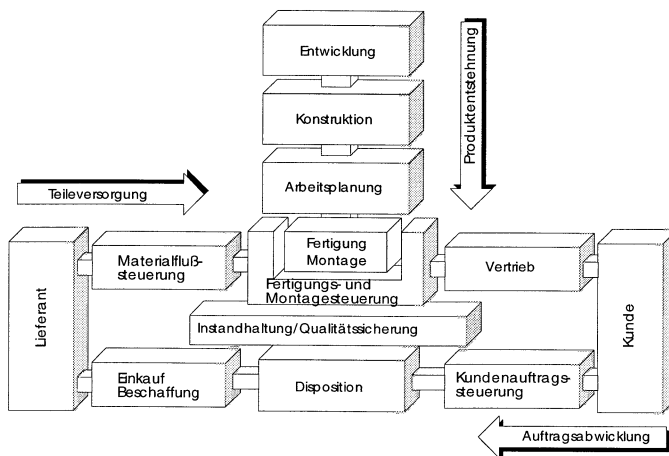 Entwicklung
Produktentstehnung
Konstruktion
Arbeitsplanung
Teileversorgung
Fertigung
Montage
Lieferant
Materialfluß-
steuerung
Fertigungs- und
Montagesteuerung
Vertrieb
Kunde
Instandhaltung/Qualitätssicherung
Einkauf
Beschaffung
Disposition
Kundenauftrags-
steuerung
Auftragsabwicklung